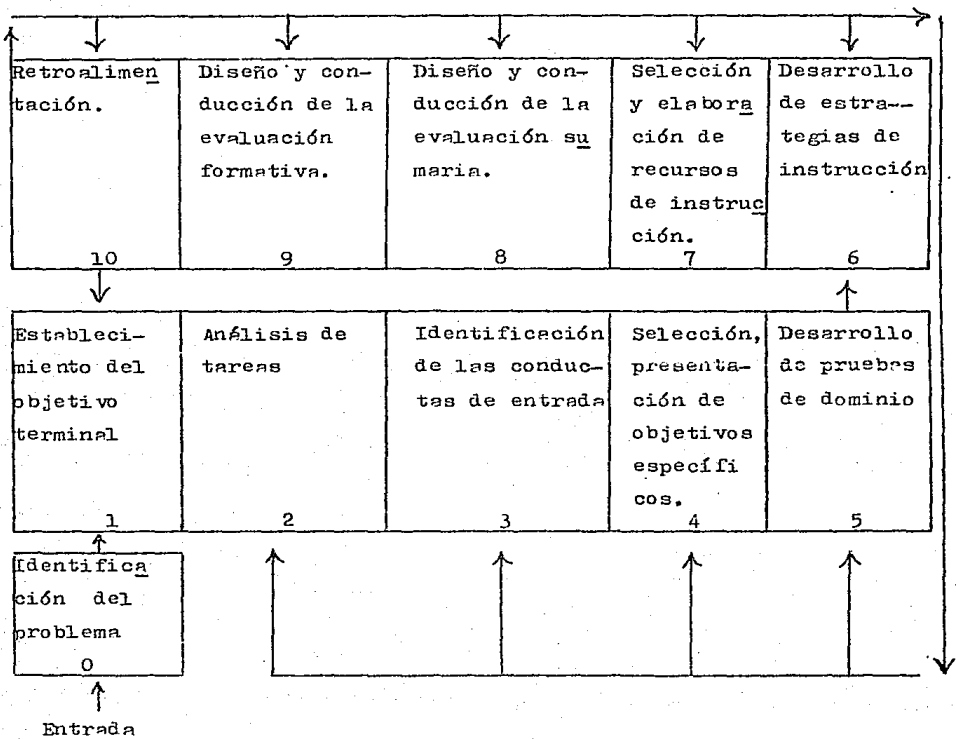 Retroalimen
tación.
10
Diseño y con-
ducción de la
evaluación
formativa.
9
Diseño y con-
ducción de la
evaluación su
maria.
8
Selección
y elabora
ción de
recursos
de instruc
ción.
7
Desarrollo
de estra--
tegias de
instrucción
6
Estableci-
miento del
objetivo
terminal
1
Análisis de
tareas
2
Identificación
de las conduc-
tas de entrada
3
Selección,
presenta-
ción de
objetivos
específi
cos.
4
Desarrollo
de pruebas
de dominio
5
Identifica
ción del
problema
0
Entrada